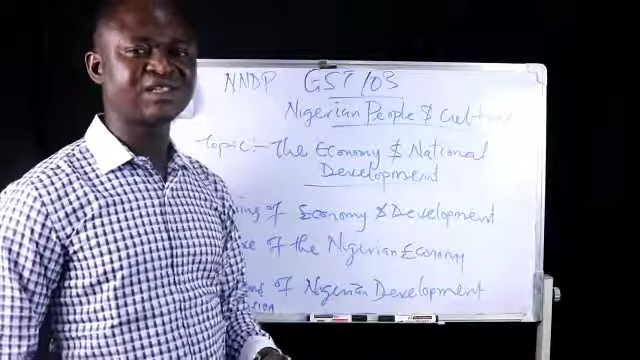 NNDP GST 103
Nigerian People & Culture
Topic:- The Economy & National
Development
of Economy & Development
of the Nigerian Economy
of Nigerian Development